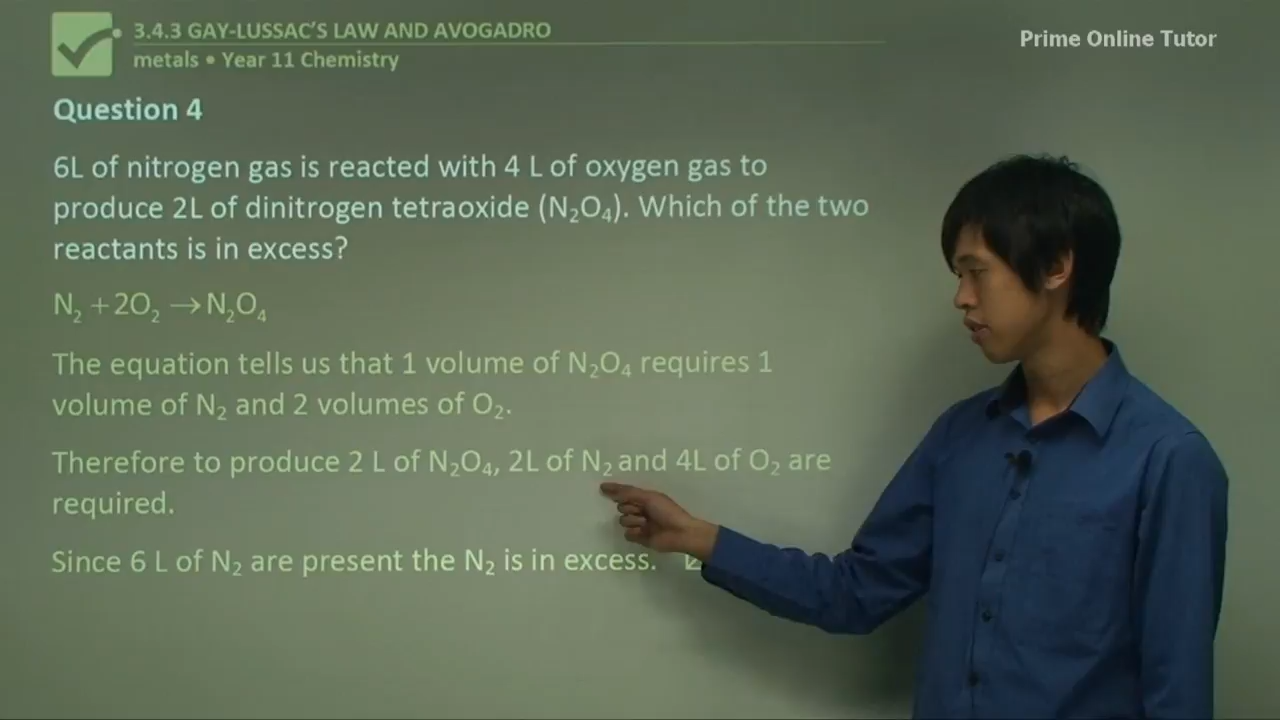 3.4.3 GAY-LUSSAC'S LAW AND AVOGADRO
metals • Year 11 Chemistry
Prime Online Tutor
Question 4
6L of nitrogen gas is reacted with 4 L of oxygen gas to
produce 2L of dinitrogen tetraoxide (N₂O₄). Which of the two
reactants is in excess?
N₂ + 2O₂ → N₂O₄
The equation tells us that 1 volume of N₂O₄ requires 1
volume of N₂ and 2 volumes of O₂.
Therefore to produce 2 L of N₂O₄, 2L of N₂ and 4L of O₂ are
required.
Since 6 L of N₂ are present the N₂ is in excess.